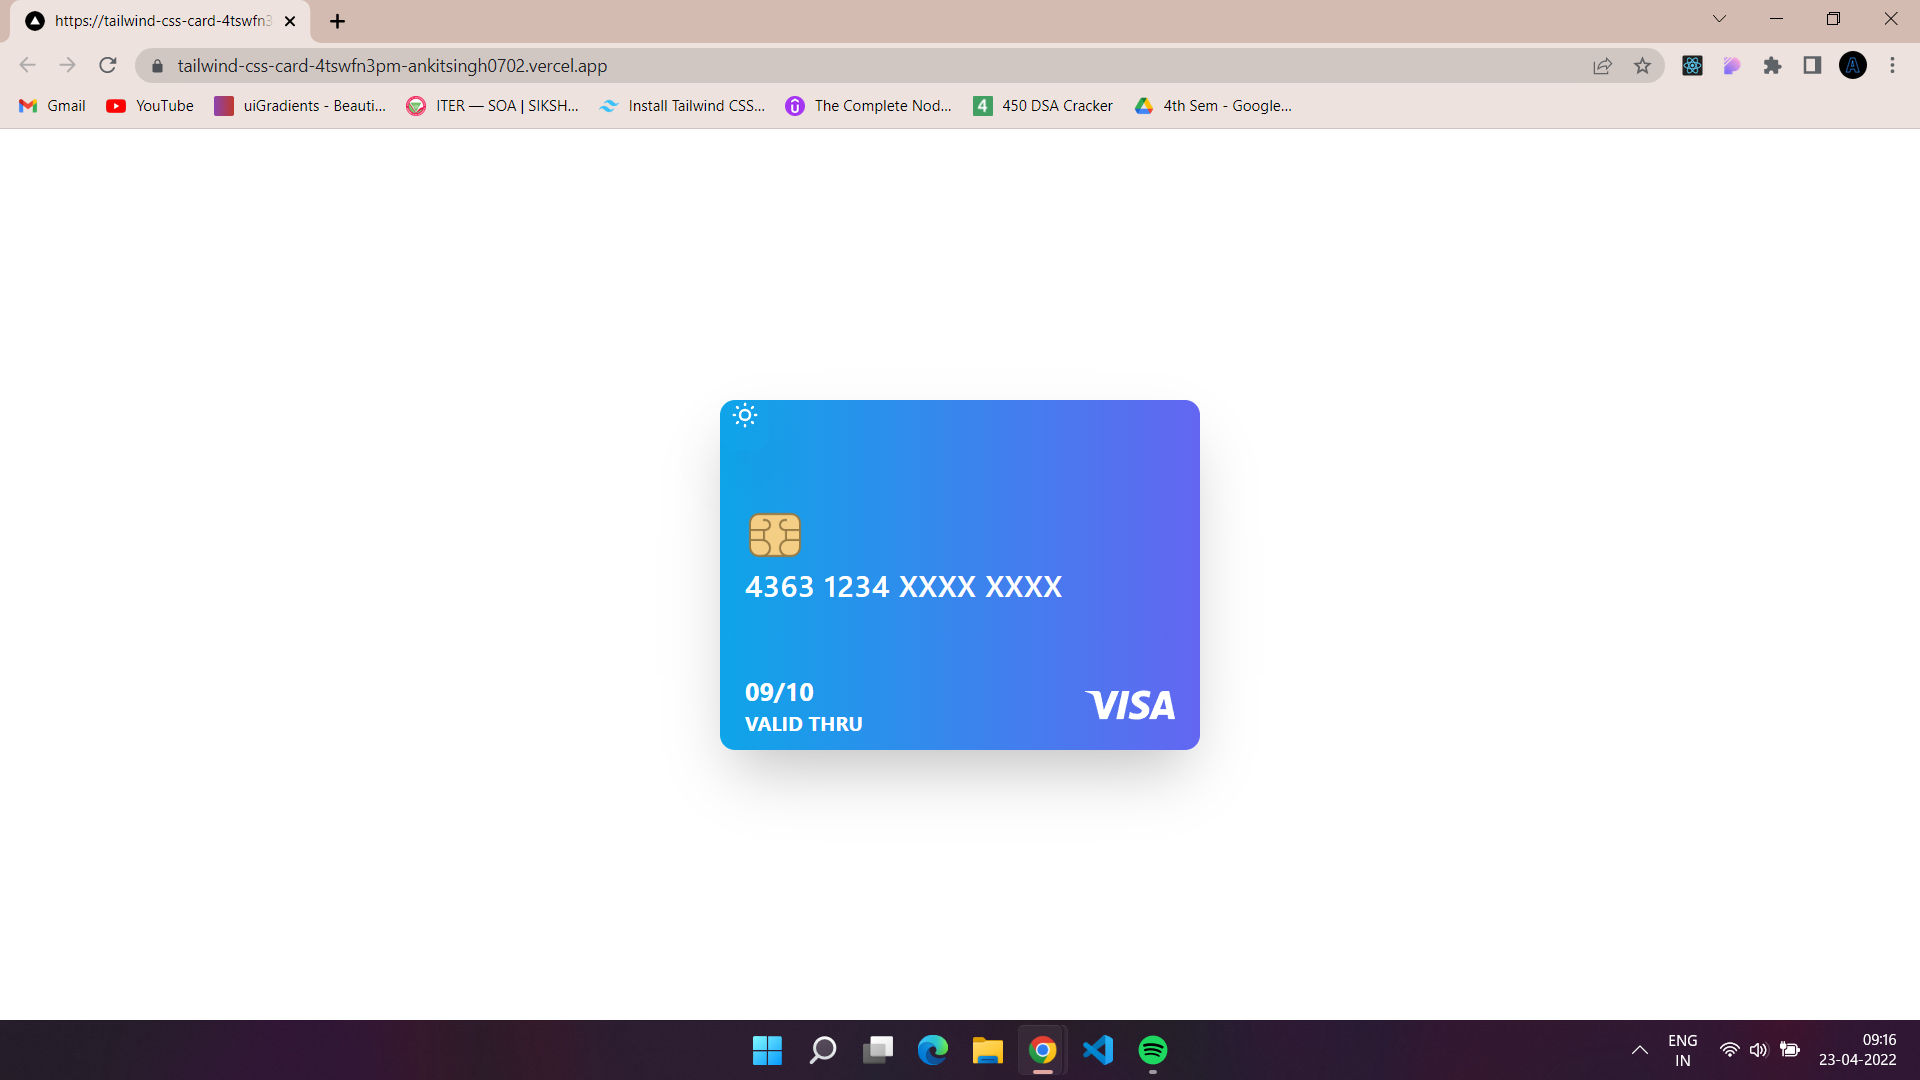 https://tailwind-css-card-4tswfn3
tailwind-css-card-4tswfn3pm-ankitsingh0702.vercel.app
A
Gmail
YouTube
uiGradients - Beauti...
ITER — SOA | SIKSH...
Install Tailwind CSS...
The Complete Nod...
4
450 DSA Cracker
4th Sem - Google...
4363 1234 XXXX XXXX
09/10
VALID THRU
VISA
ENG
IN
09:16
23-04-2022